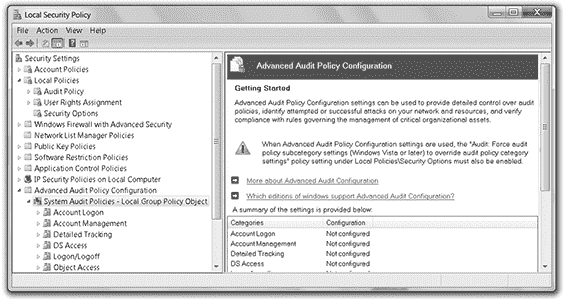 Local Security Policy
File Action View Help
Security Settings
Account Policies
Local Policies
Audit Policy
User Rights Assignment
Security Options
Windows Firewall with Advanced Security
Network List Manager Policies
Public Key Policies
Software Restriction Policies
Application Control Policies
IP Security Policies on Local Computer
Advanced Audit Policy Configuration
System Audit Policies - Local Group Policy Object
Account Logon
Account Management
Detailed Tracking
DS Access
Logon/Logoff
Object Access
Advanced Audit Policy Configuration
Getting Started
Advanced Audit Policy Configuration settings can be used to provide detailed control over audit
policies, identify attempted or successful attacks on your network and resources, and verify
compliance with rules governing the management of critical organizational assets.
When Advanced Audit Policy Configuration settings are used, the "Audit: Force audit
policy subcategory settings (Windows Vista or later) to override audit policy category
settings" policy setting under Local Policies\Security Options must also be enabled.
More about Advanced Audit Configuration
Which editions of windows support Advanced Audit Configuration?
A summary of the settings is provided below:
Categories Configuration
Account Logon Not configured
Account Management Not configured
Detailed Tracking Not configured
DS Access Not configured